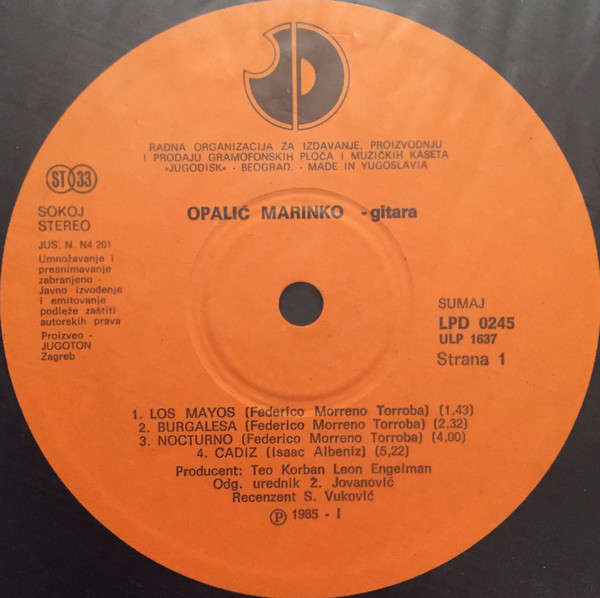 JD
RADNA ORGANIZACIJA ZA IZDAVANJE, PROIZVODNJU
I PRODAJU GRAMOFONSKIH PLOČA I MUZIČKIH KASETA
«JUGODISK» - BEOGRAD. - MADE IN YUGOSLAVIA
ST 33
SOKOJ
STEREO
JUS. N. N4 201
Umnožavanje i
presnimavanje
zabranjeno -
Javno izvođenje
i emitovanje
podleže zaštiti
autorskih prava
Proizveo -
JUGOTON
Zagreb
OPALIĆ MARINKO - gitara
SUMAJ
LPD 0245
ULP 1637
Strana 1
1. LOS MAYOS (Federico Morreno Torroba) (1,43)
2. BURGALESA (Federico Morreno Torroba) (2,32)
3. NOCTURNO (Federico Morreno Torroba) (4,00)
4. CADIZ (Isaac Albeniz) (5,22)
Producent: Teo Korban Leon Engelman
Odg. urednik Ž. Jovanović
Recenzent S. Vuković
Ⓟ 1985 - I